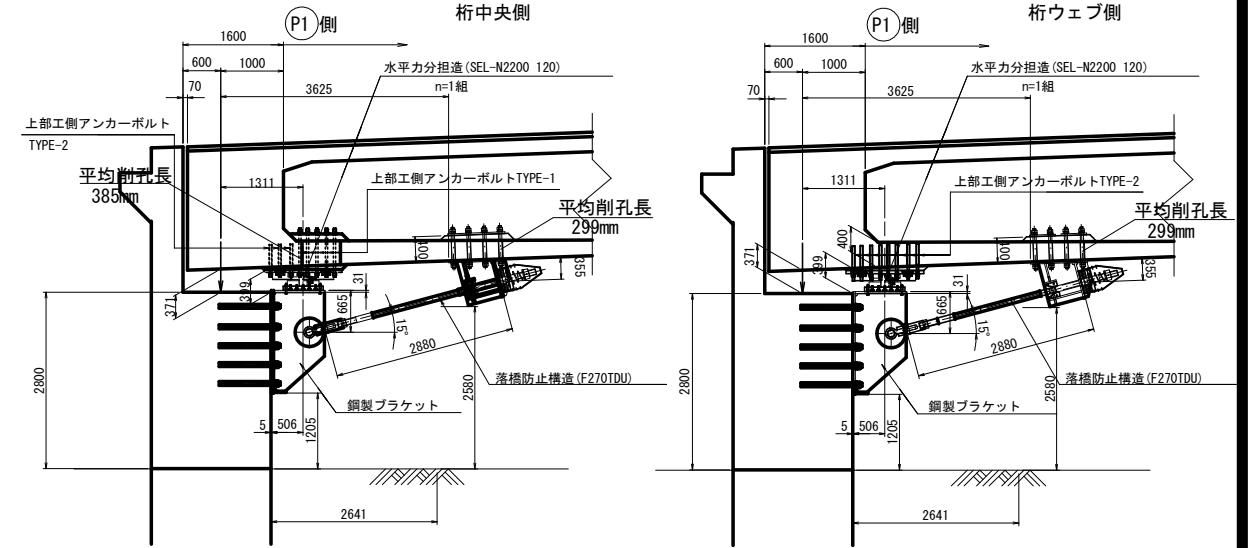 P1 側
桁中央側
1600
600
1000
70
3625
水平力分担造(SEL-N2200 120)
n=1組
上部工側アンカーボルト
TYPE-2
平均削孔長
385mm
1311
上部工側アンカーボルトTYPE-1
平均削孔長
299mm
400
355
399
31
371
665
15°
2880
2800
落橋防止構造(F270TDU)
2580
鋼製ブラケット
5
506
1205
2641
P1 側
桁ウェブ側
1600
600
1000
70
3625
水平力分担造(SEL-N2200 120)
n=1組
1311
上部工側アンカーボルトTYPE-2
平均削孔長
299mm
400
400
371
399
355
31
665
15°
2880
2800
落橋防止構造(F270TDU)
2580
鋼製ブラケット
5
506
1205
2641